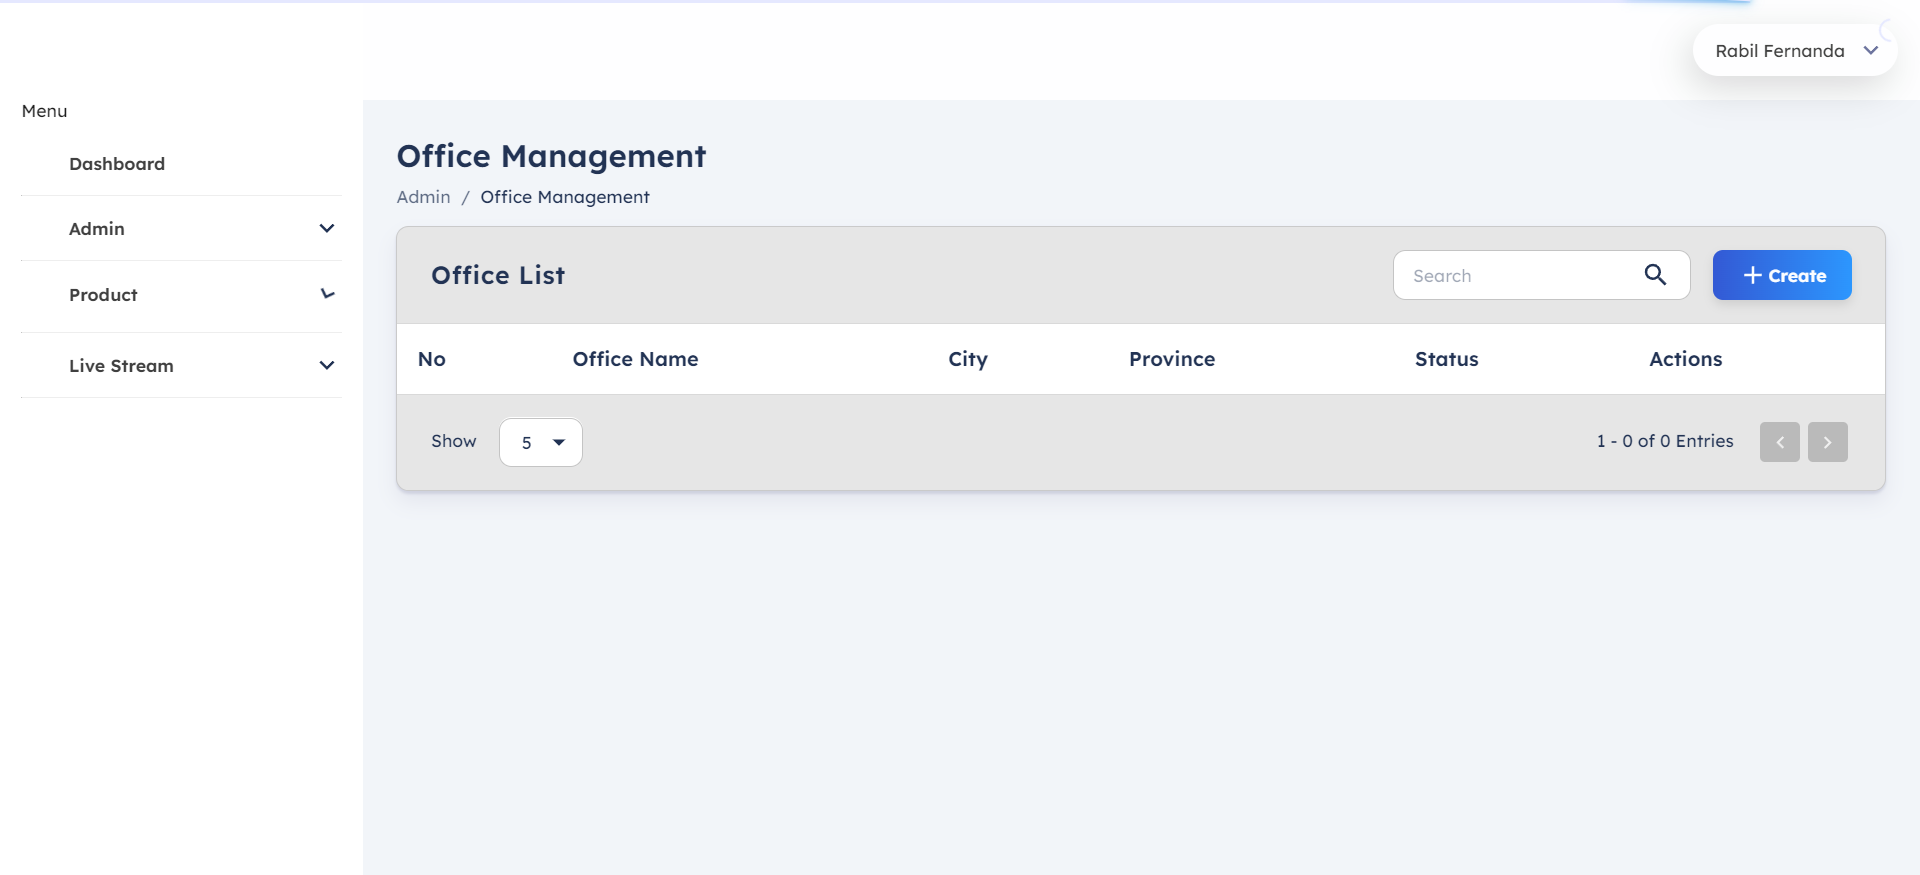 Rabil Fernanda
Menu
Dashboard
Admin
Product
Live Stream
Office Management
Admin / Office Management
Office List
Search
Create
No Office Name City Province Status Actions
Show 5 1 - 0 of 0 Entries